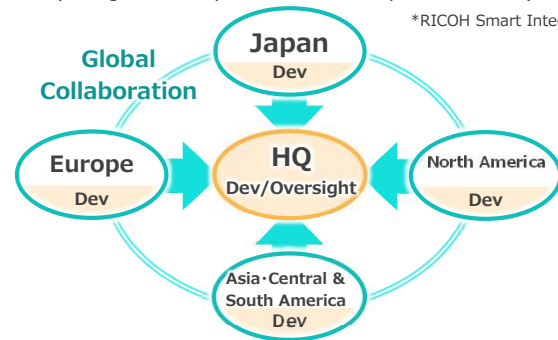 *RICOH Smart Inte
Global
Collaboration
Japan
Dev
Europe
Dev
HQ
Dev/Oversight
North America
Dev
Asia･Central &
South America
Dev